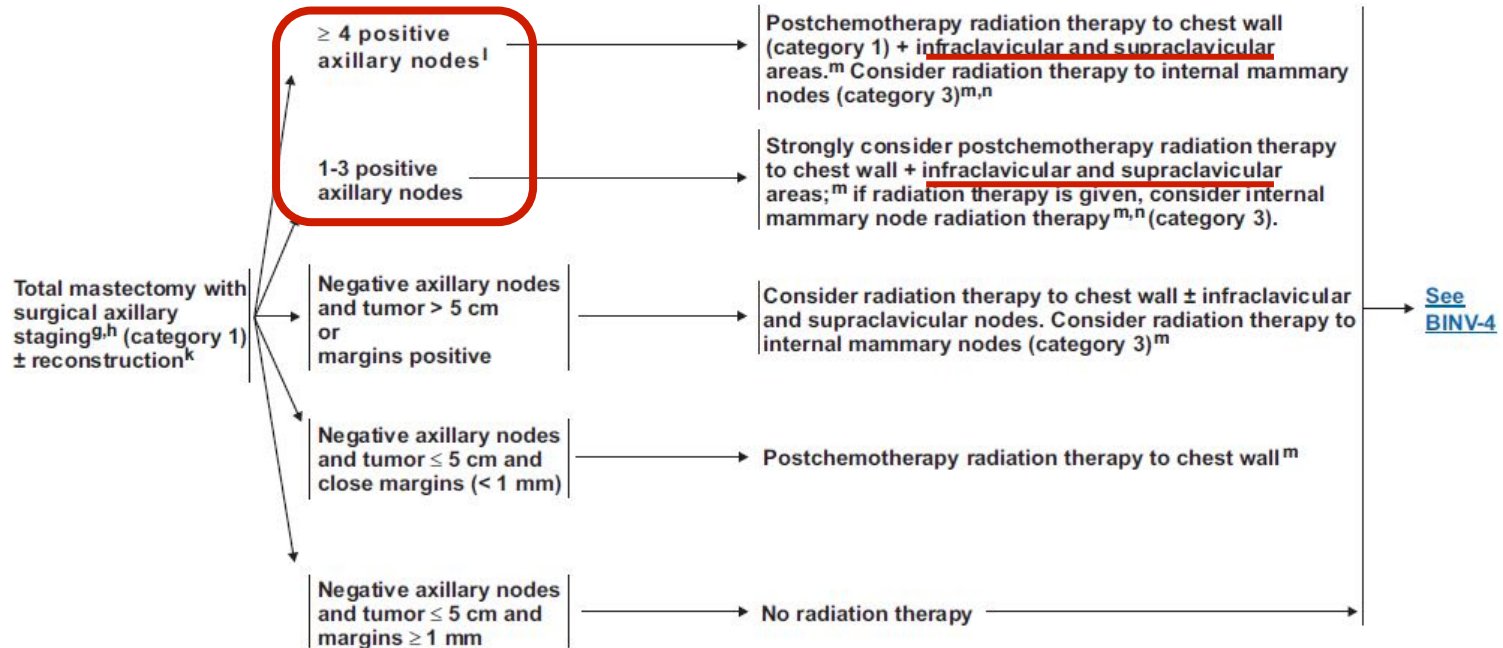 ≥ 4 positive
axillary nodesl
Postchemotherapy radiation therapy to chest wall
(category 1) + infraclavicular and supraclavicular
areas.m Consider radiation therapy to internal mammary
nodes (category 3)m,n
1-3 positive
axillary nodes
Strongly consider postchemotherapy radiation therapy
to chest wall + infraclavicular and supraclavicular
areas;m if radiation therapy is given, consider internal
mammary node radiation therapym,n (category 3).
Total mastectomy with
surgical axillary
stagingg,h (category 1)
± reconstructionk
Negative axillary nodes
and tumor > 5 cm
or
margins positive
Consider radiation therapy to chest wall ± infraclavicular
and supraclavicular nodes. Consider radiation therapy to
internal mammary nodes (category 3)m
See
BINV-4
Negative axillary nodes
and tumor ≤ 5 cm and
close margins (< 1 mm)
Postchemotherapy radiation therapy to chest wallm
Negative axillary nodes
and tumor ≤ 5 cm and
margins ≥ 1 mm
No radiation therapy